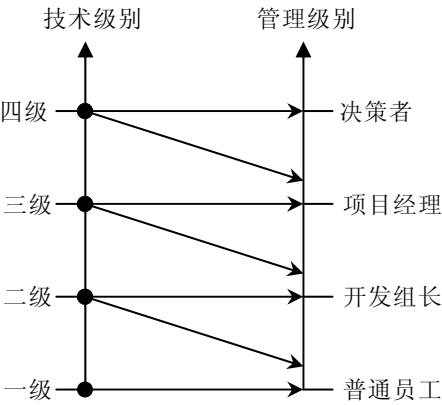 技术级别 管理级别
四级 决策者
三级 项目经理
二级 开发组长
一级 普通员工